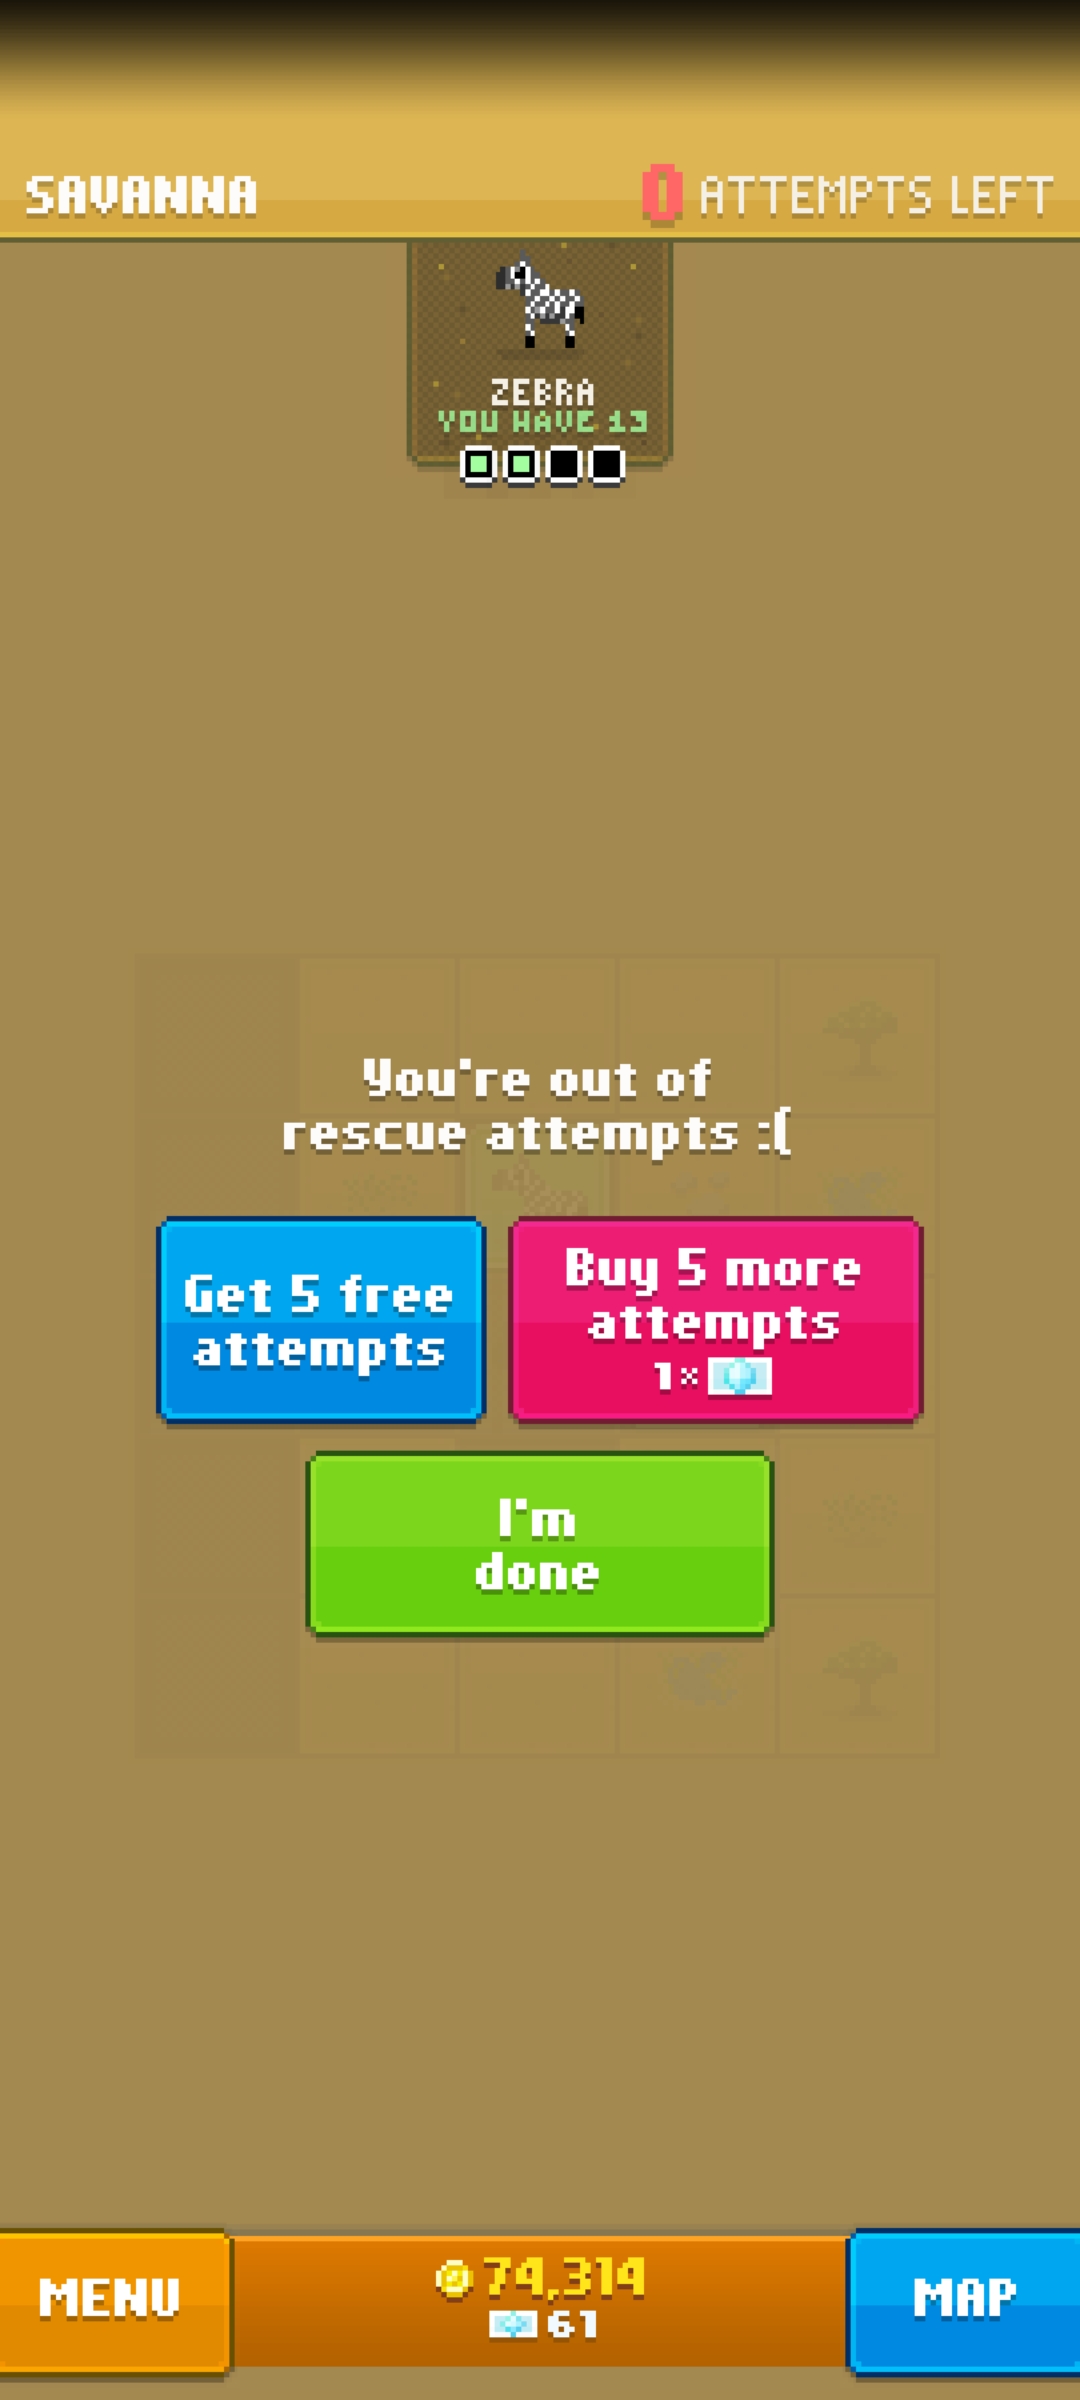 SAVANNA
0 ATTEMPTS LEFT
ZEBRA
YOU HAVE 13
You're out of
rescue attempts :(
Get 5 free
attempts
Buy 5 more
attempts
1×
I'm
done
MENU
74,314
61
MAP